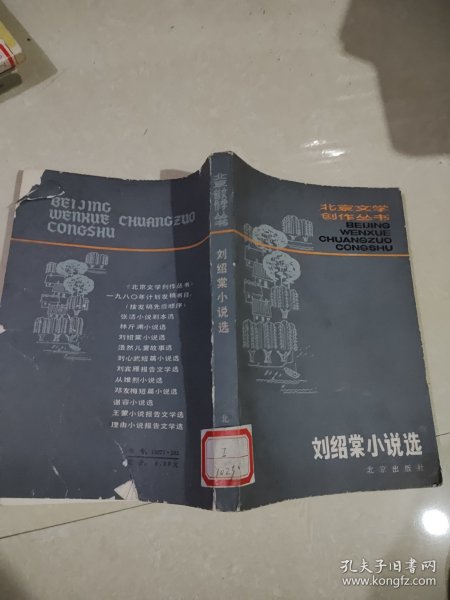 北京文学
创作丛书
BEIJING
WENXUE
CHUANGZUO
CONGSHU
刘绍棠小说选
北京出版社
北京文学创作丛书
刘绍棠小说选
北
I
BEIJING
WENXUE CHUANGZUO
CONGSHU
《北京文学创作丛书》
一九八〇年计划发稿书目
(按发稿先后顺序)
张洁小说剧本选
林斤澜小说选
刘绍棠小说选
浩然儿童故事选
刘心武短篇小说选
刘宾雁报告文学选
从维熙小说选
邓友梅短篇小说选
谌容小说选
王蒙小说报告文学选
理由小说报告文学选
孔夫子旧书网
www.kongfz.com